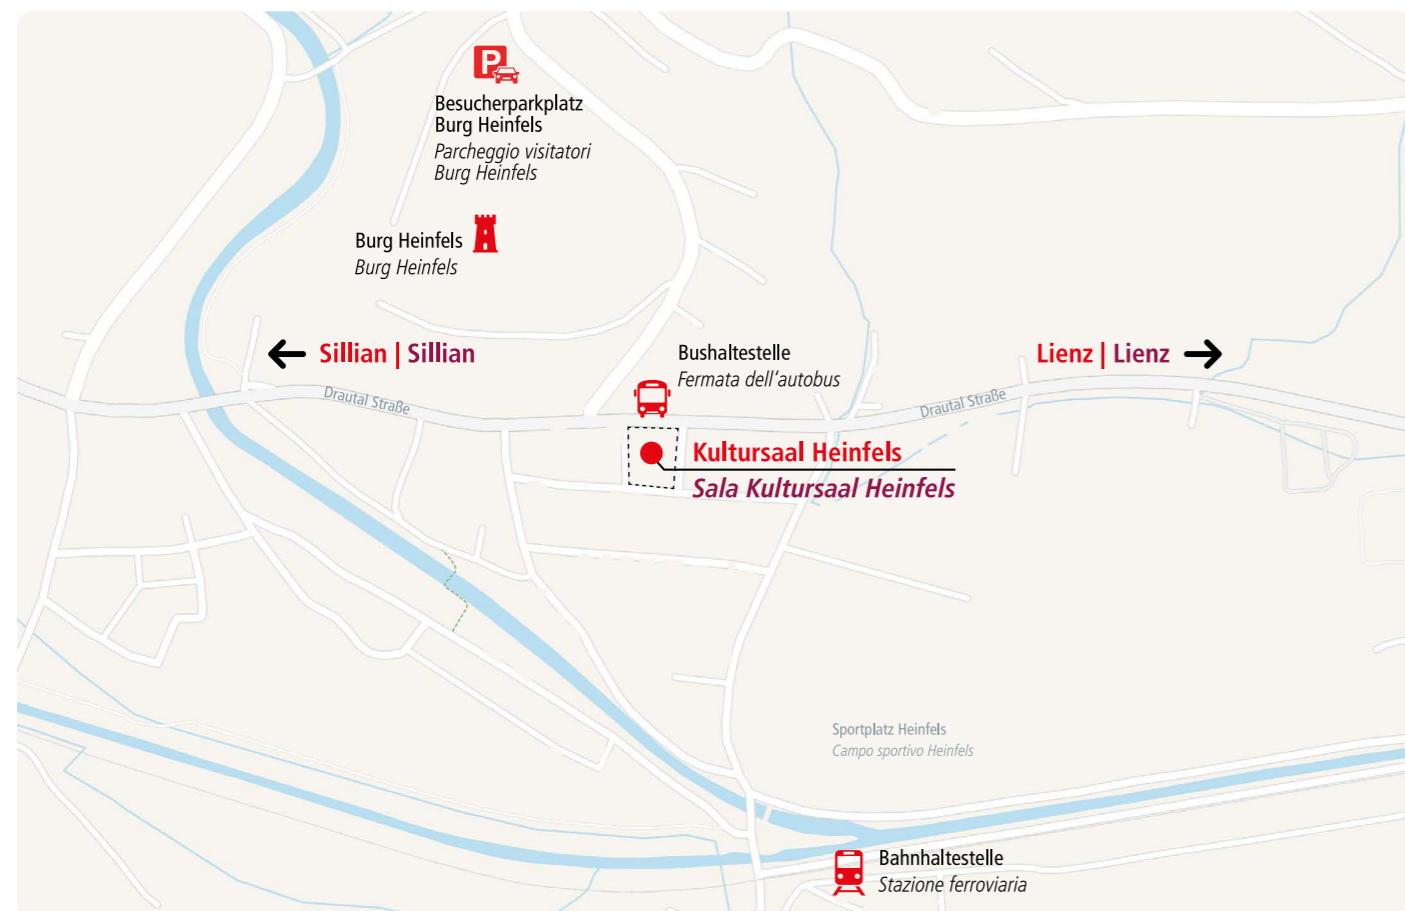 P
Besucherparkplatz
Burg Heinfels
Parcheggio visitatori
Burg Heinfels
Burg Heinfels
Burg Heinfels
Sillian | Sillian
Bushaltestelle
Fermata dell‘autobus
Lienz | Lienz
Drautal Straße
Drautal Straße
Kultursaal Heinfels
Sala Kultursaal Heinfels
Sportplatz Heinfels
Campo sportivo Heinfels
Bahnhaltestelle
Stazione ferroviaria